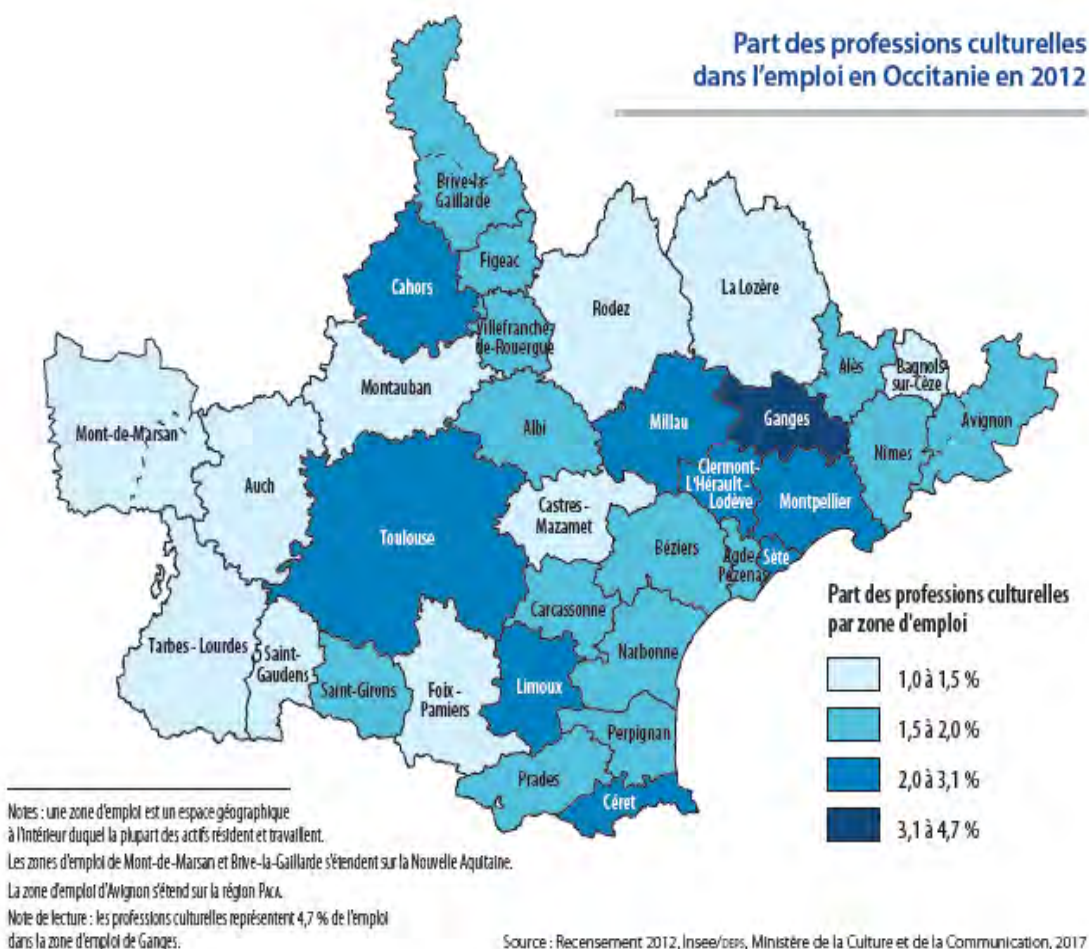 Part des professions culturelles
dans l'emploi en Occitanie en 2012
Brive-la-
Gaillarde
Figeac
Cahors
Villefranche-
de-Rouergue
Rodez
La Lozère
Montauban
Alès
Bagnols-
sur-Cèze
Mont-de-Marsan
Albi
Millau
Ganges
Avignon
Nîmes
Auch
Clermont-
L'Hérault-
Lodève
Montpellier
Castres -
Mazamet
Toulouse
Béziers
Agde-
Pézenas
Sète
Carcassonne
Tarbes - Lourdes
Saint-
Gaudens
Saint-Girons
Foix -
Pamiers
Limoux
Narbonne
Perpignan
Prades
Céret
Part des professions culturelles
par zone d'emploi
1,0 à 1,5 %
1,5 à 2,0 %
2,0 à 3,1 %
3,1 à 4,7 %
Notes : une zone d'emploi est un espace géographique
à l'intérieur duquel la plupart des actifs résident et travaillent.
Les zones d'emploi de Mont-de-Marsan et Brive-la-Gaillarde s'étendent sur la Nouvelle Aquitaine.
La zone d'emploi d'Avignon s'étend sur la région PACA.
Note de lecture : les professions culturelles représentent 4,7 % de l'emploi
dans la zone d'emploi de Ganges.
Source : Recensement 2012, Insee/DEPS, Ministère de la Culture et de la Communication, 2017